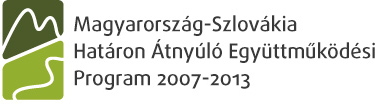 Magyarország-Szlovákia
Határon Átnyúló Együttműködési
Program 2007-2013